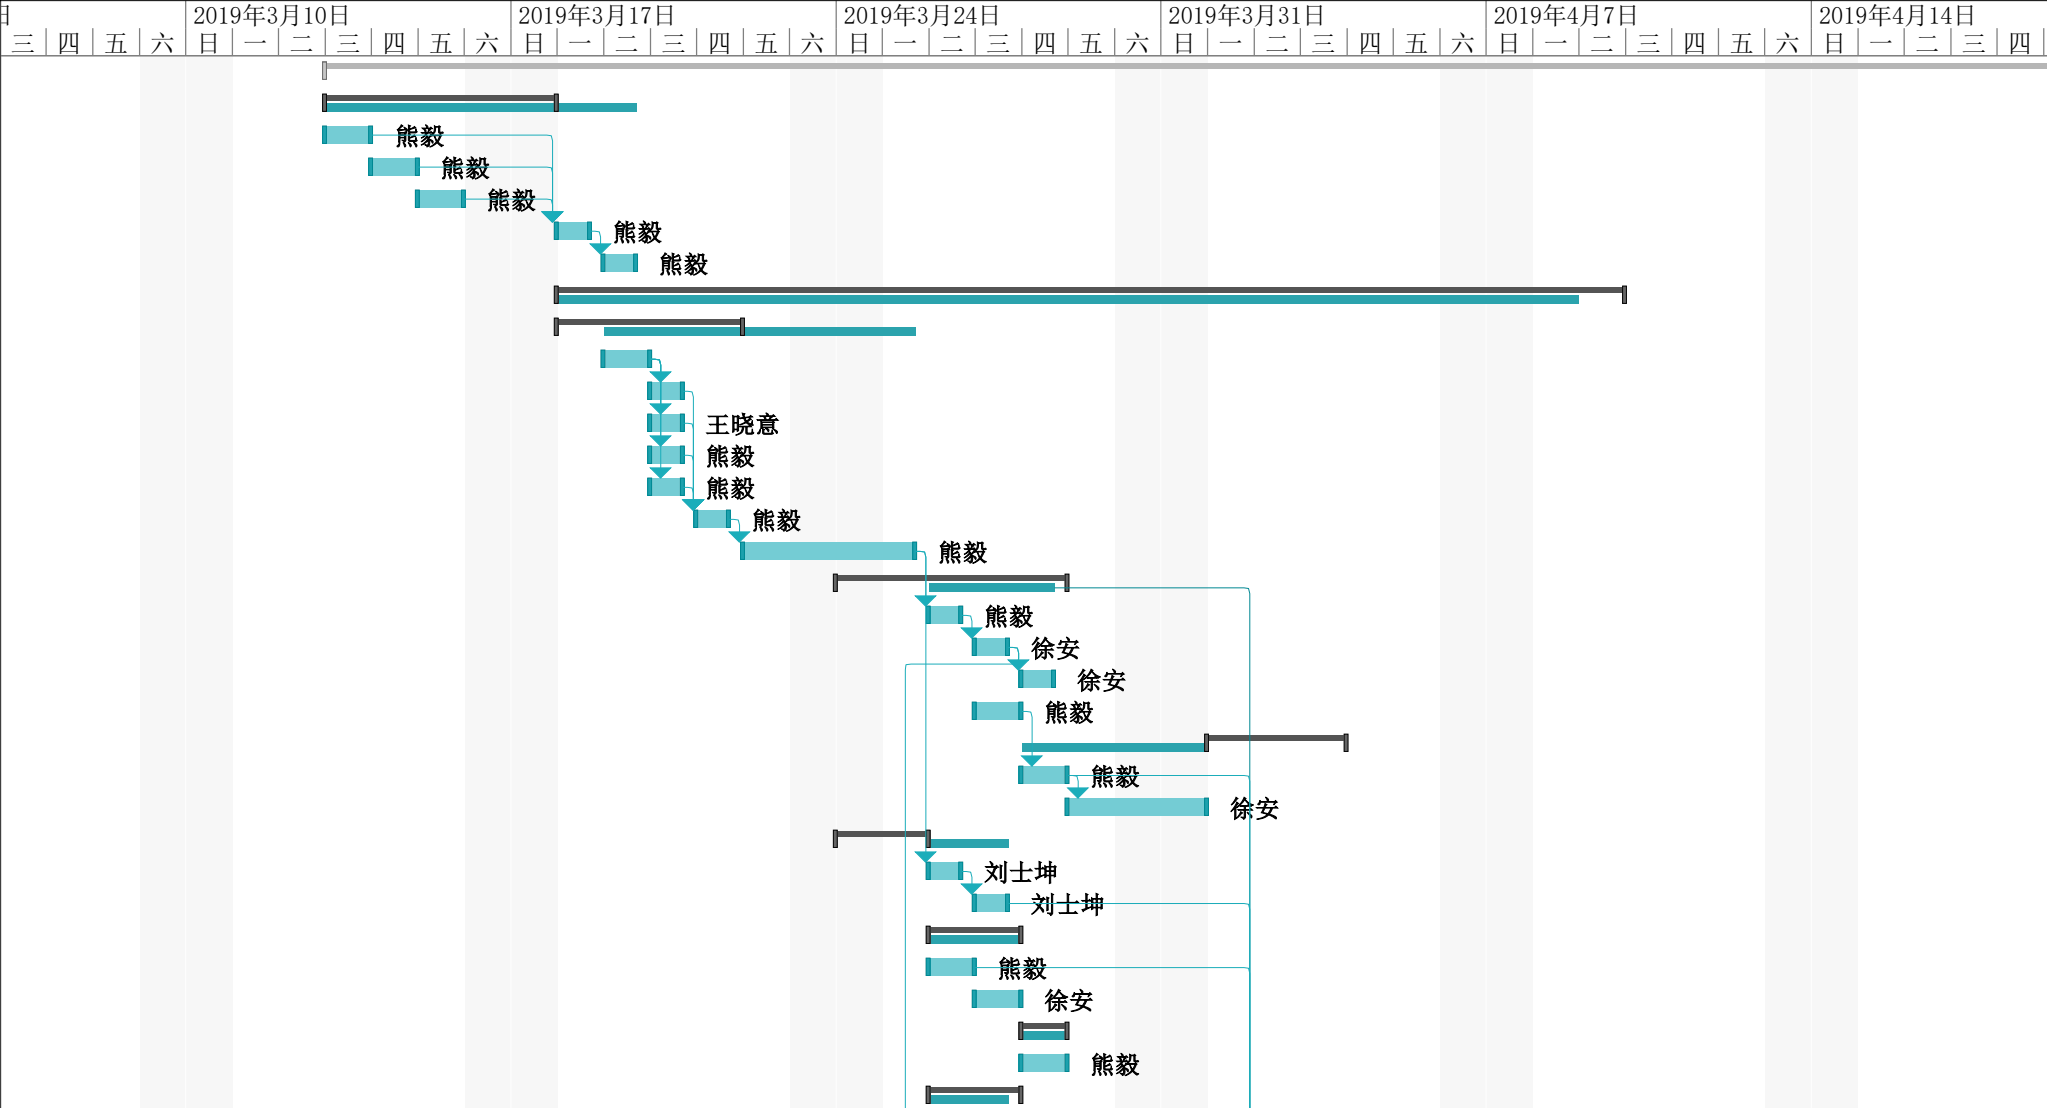 日 2019年3月10日 2019年3月17日 2019年3月24日 2019年3月31日 2019年4月7日 2019年4月14日
三 四 五 六 日 一 二 三 四 五 六 日 一 二 三 四 五 六 日 一 二 三 四 五 六 日 一 二 三 四 五 六 日 一 二 三 四 五 六 日 一 二 三 四
熊毅
熊毅
熊毅
熊毅
熊毅
王晓意
熊毅
熊毅
熊毅
熊毅
熊毅
徐安
徐安
熊毅
熊毅
徐安
刘士坤
刘士坤
熊毅
徐安
熊毅